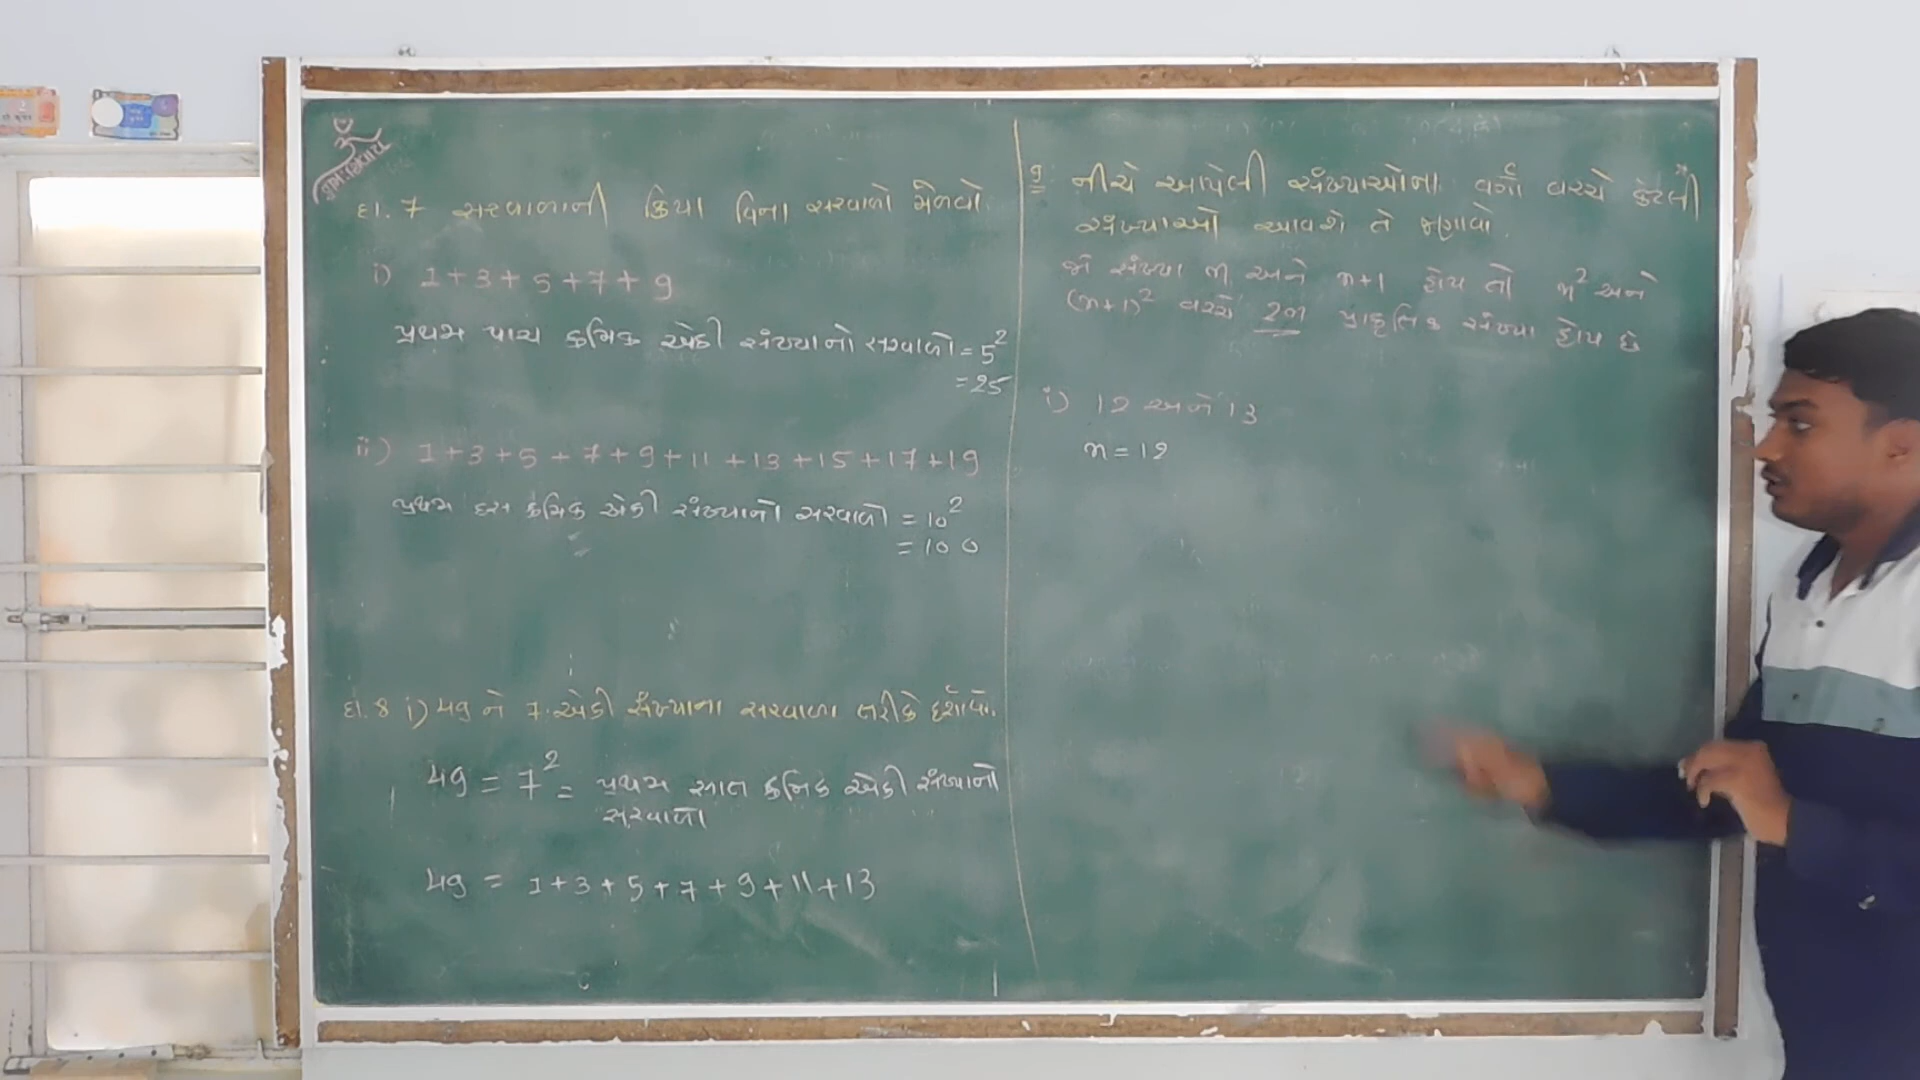 દા. 7 સરવાળાની ક્રિયા વિના સરવાળો મેળવો.
i) 1+3+5+7+9
પ્રથમ પાચ ક્રમિક એકી સંખ્યાનો સરવાળો = 5²
= 25
ii) 1+3+5+7+9+11+13+15+17+19
પ્રથમ દસ ક્રમિક એકી સંખ્યાનો સરવાળો = 10²
= 100
દા. 8 i) 49 ને 7 એકી સંખ્યાના સરવાળા તરીકે દર્શાવો.
49 = 7² = પ્રથમ સાત ક્રમિક એકી સંખ્યાનો
સરવાળો
49 = 1+3+5+7+9+11+13
9 નીચે આપેલી સંખ્યાઓના વર્ગો વચ્ચે કેટલી
સંખ્યાઓ આવશે તે જણાવો.
જો સંખ્યા n અને n+1 હોય તો n² અને
(n+1)² વચ્ચે 2n પ્રાકૃતિક સંખ્યા હોય છે
i) 12 અને 13
n = 12